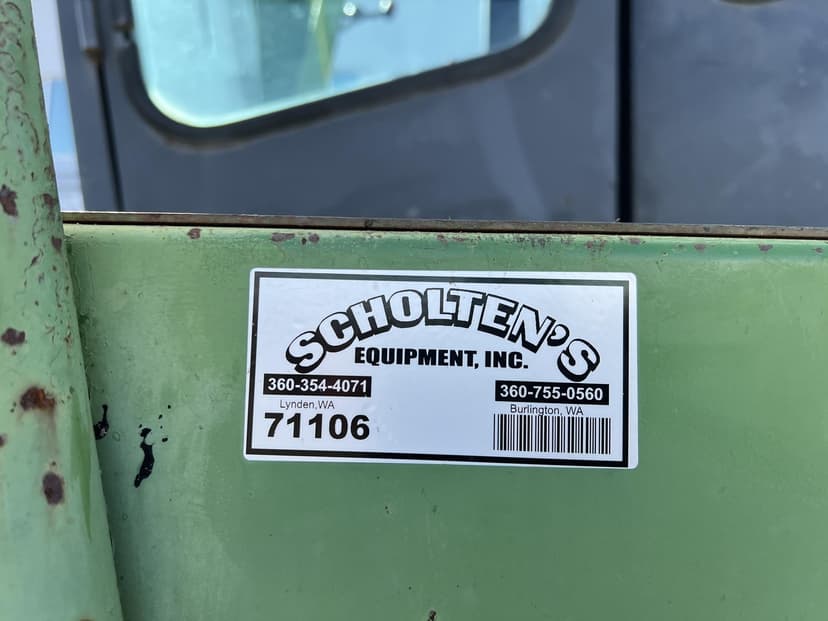 SCHOLTEN'S
EQUIPMENT, INC.
360-354-4071 360-755-0560
Lynden,WA Burlington, WA
71106